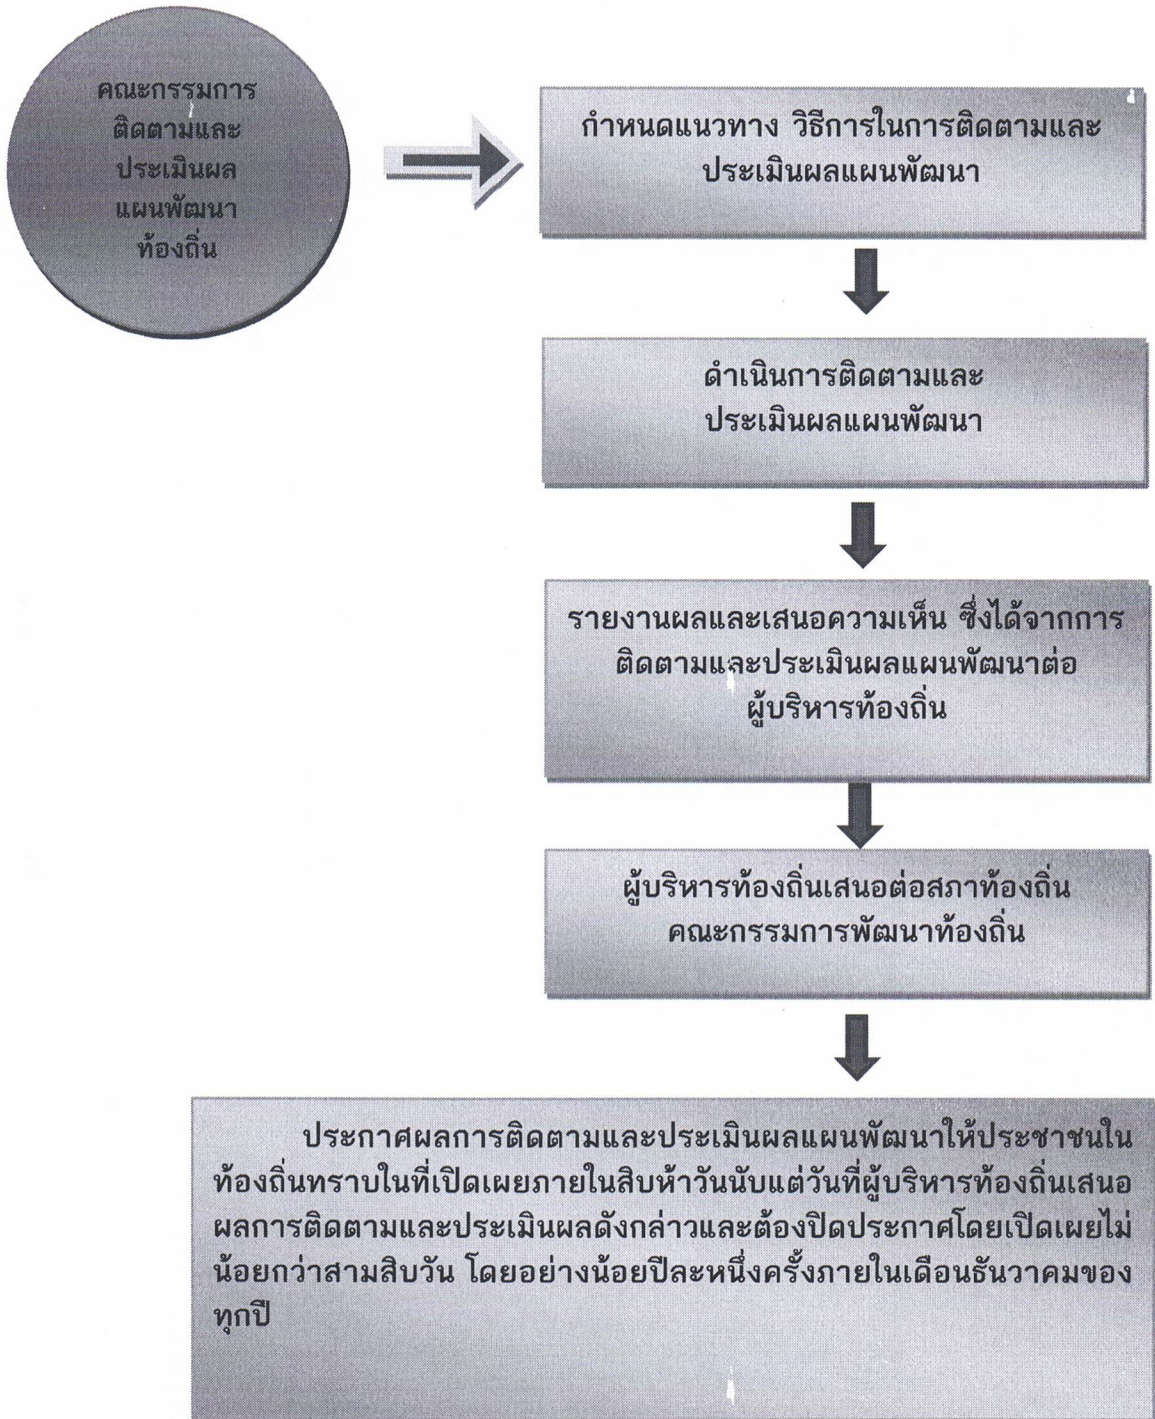 คณะกรรมการ
ติดตามและ
ประเมินผล
แผนพัฒนา
ท้องถิ่น
กำหนดแนวทาง วิธีการในการติดตามและ
ประเมินผลแผนพัฒนา
ดำเนินการติดตามและ
ประเมินผลแผนพัฒนา
รายงานผลและเสนอความเห็น ซึ่งได้จากการ
ติดตามและประเมินผลแผนพัฒนาต่อ
ผู้บริหารท้องถิ่น
ผู้บริหารท้องถิ่นเสนอต่อสภาท้องถิ่น
คณะกรรมการพัฒนาท้องถิ่น
ประกาศผลการติดตามและประเมินผลแผนพัฒนาให้ประชาชนใน
ท้องถิ่นทราบในที่เปิดเผยภายในสิบห้าวันนับแต่วันที่ผู้บริหารท้องถิ่นเสนอ
ผลการติดตามและประเมินผลดังกล่าวและต้องปิดประกาศโดยเปิดเผยไม่
น้อยกว่าสามสิบวัน โดยอย่างน้อยปีละหนึ่งครั้งภายในเดือนธันวาคมของ
ทุกปี